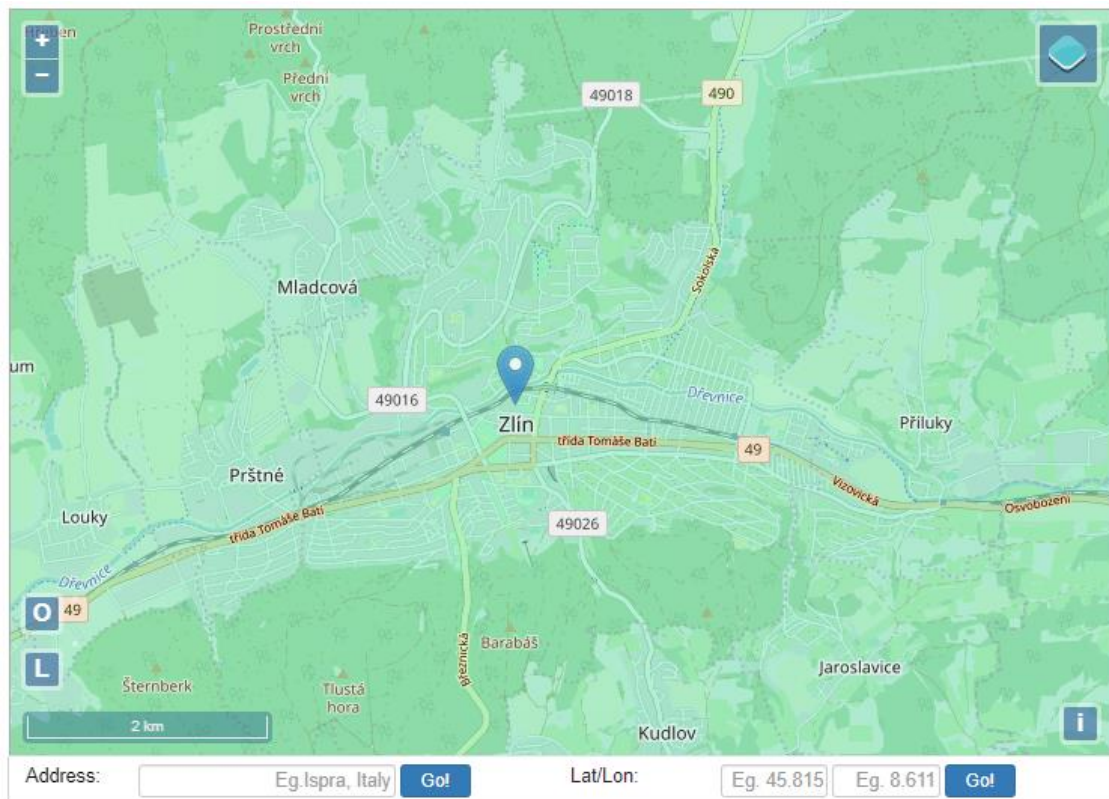 Hřeben
Prostřední
vrch
+
−
Přední
vrch
49018
490
Sokolská
Mladcová
um
49016
Zlín
Dřevnice
Příluky
třída Tomáše Bati
49
Prštné
Vizovická
Osvobození
Louky
třída Tomáše Bati
49026
Dřevnice
O
49
Barabáš
Březnická
L
Jaroslavice
Šternberk
Tlustá
hora
2 km
Kudlov
i
Address:
Eg.Ispra, Italy
Go!
Lat/Lon:
Eg. 45.815
Eg. 8.611
Go!